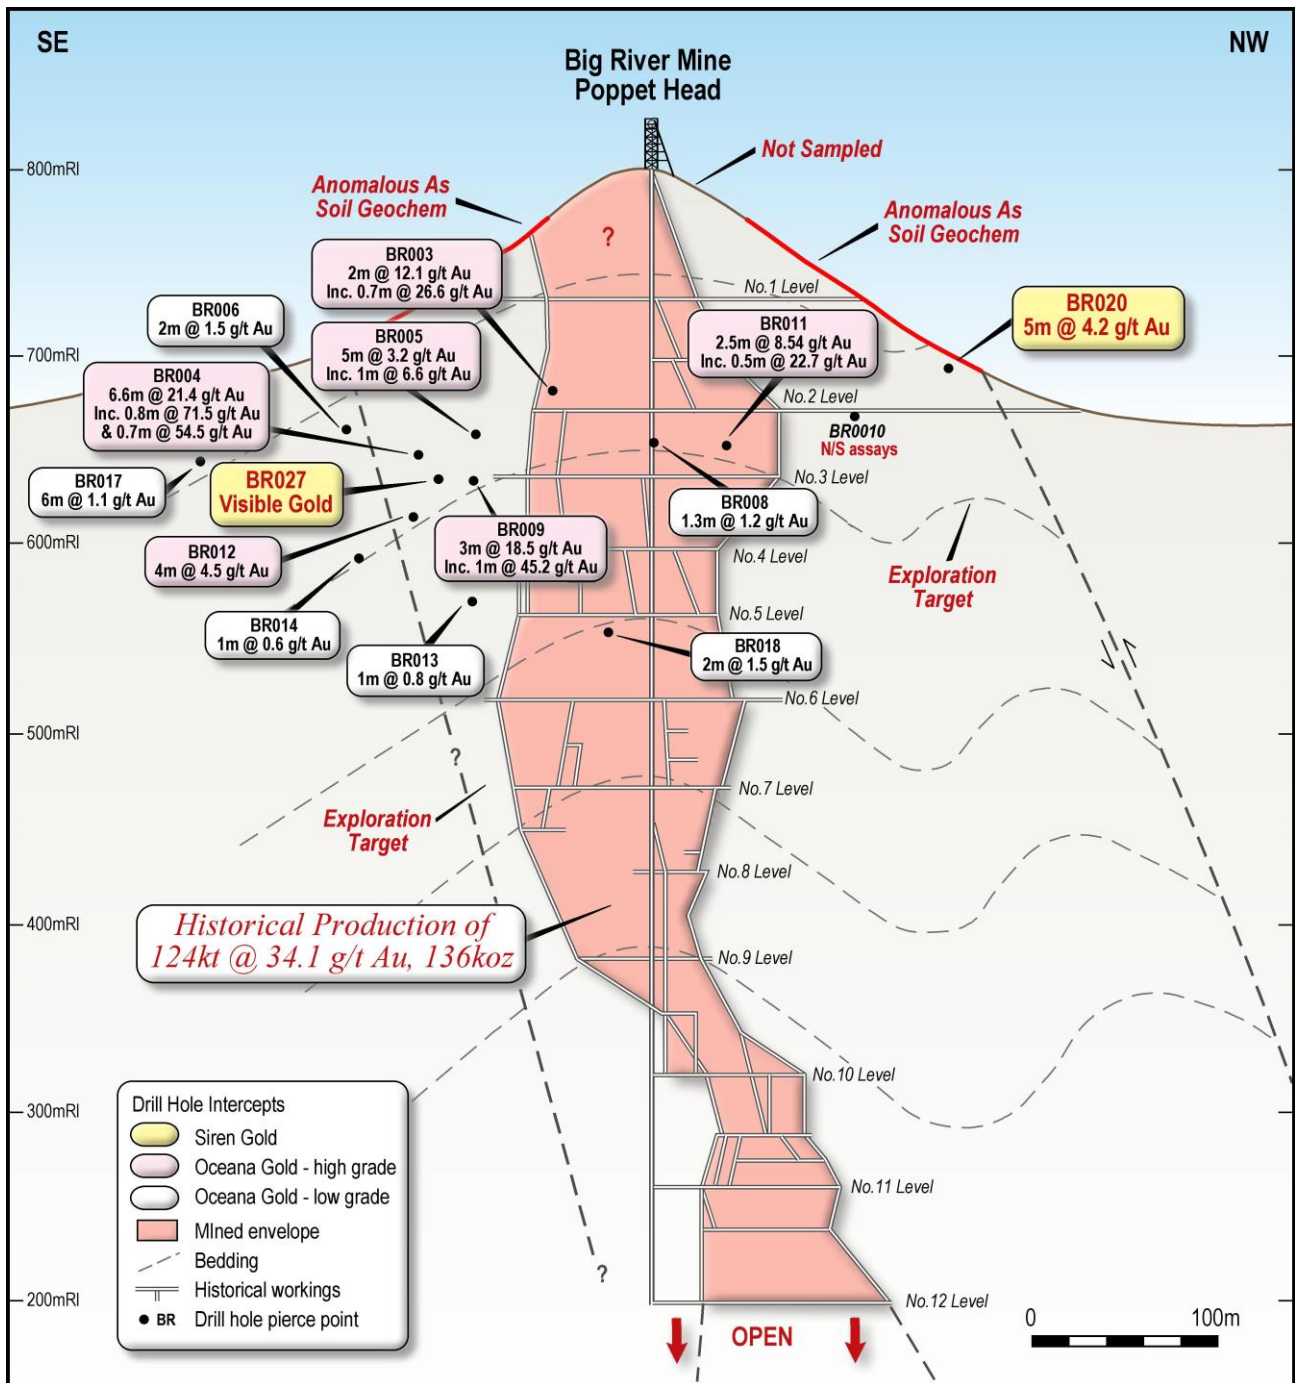 SE
NW
Big River Mine
Poppet Head
Not Sampled
800mRl
Anomalous As
Soil Geochem
Anomalous As
Soil Geochem
?
BR003
2m @ 12.1 g/t Au
Inc. 0.7m @ 26.6 g/t Au
No.1 Level
BR006
2m @ 1.5 g/t Au
BR020
5m @ 4.2 g/t Au
BR005
5m @ 3.2 g/t Au
Inc. 1m @ 6.6 g/t Au
BR011
2.5m @ 8.54 g/t Au
Inc. 0.5m @ 22.7 g/t Au
700mRl
BR004
6.6m @ 21.4 g/t Au
Inc. 0.8m @ 71.5 g/t Au
& 0.7m @ 54.5 g/t Au
No.2 Level
BR0010
N/S assays
BR017
6m @ 1.1 g/t Au
BR027
Visible Gold
No.3 Level
BR008
1.3m @ 1.2 g/t Au
BR009
3m @ 18.5 g/t Au
Inc. 1m @ 45.2 g/t Au
600mRl
BR012
4m @ 4.5 g/t Au
No.4 Level
Exploration
Target
BR014
1m @ 0.6 g/t Au
No.5 Level
BR013
1m @ 0.8 g/t Au
BR018
2m @ 1.5 g/t Au
No.6 Level
500mRl
?
No.7 Level
Exploration
Target
No.8 Level
400mRl
Historical Production of
124kt @ 34.1 g/t Au, 136koz
No.9 Level
No.10 Level
300mRl
Drill Hole Intercepts
Siren Gold
Oceana Gold - high grade
Oceana Gold - low grade
MIned envelope
Bedding
Historical workings
BR Drill hole pierce point
No.11 Level
?
200mRl
No.12 Level
OPEN
0 100m